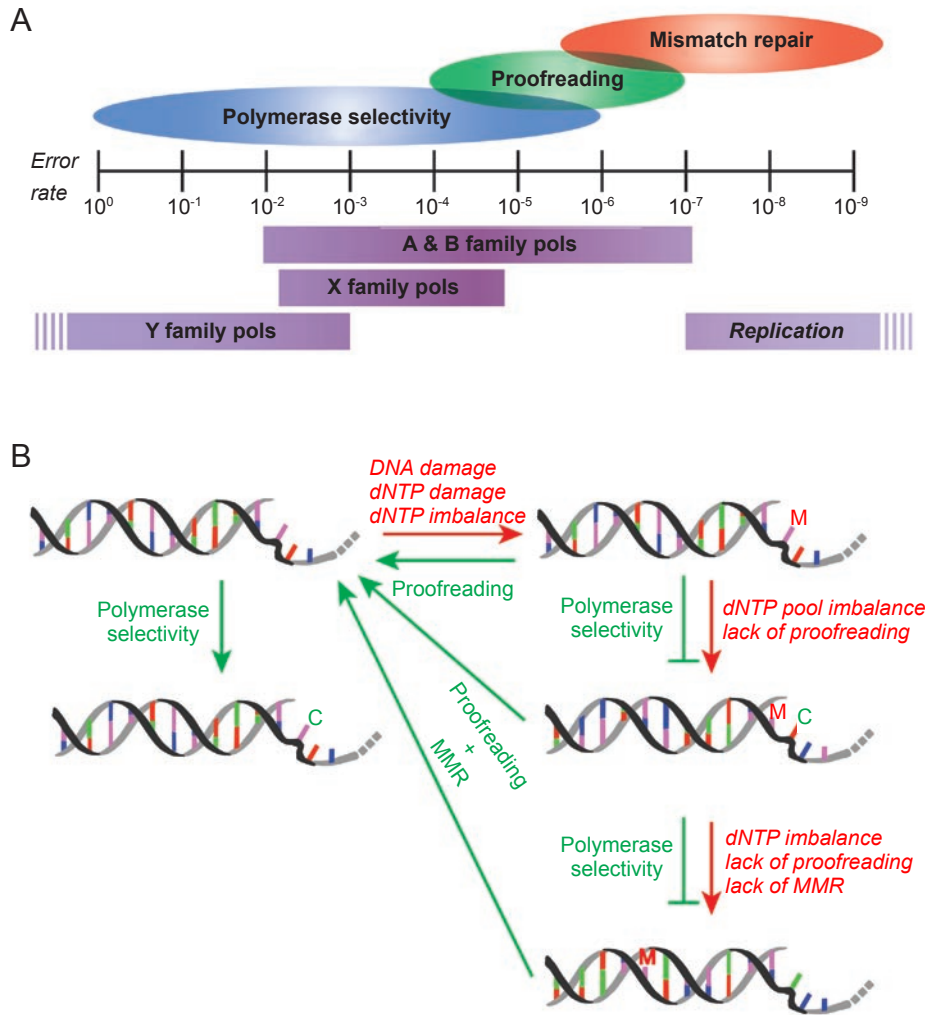 A
Mismatch repair
Proofreading
Polymerase selectivity
Error
rate
10⁰ 10⁻¹ 10⁻² 10⁻³ 10⁻⁴ 10⁻⁵ 10⁻⁶ 10⁻⁷ 10⁻⁸ 10⁻⁹
A & B family pols
X family pols
Y family pols
Replication
B
DNA damage
dNTP damage
dNTP imbalance
M
Proofreading
Polymerase
selectivity
Polymerase
selectivity
dNTP pool imbalance
lack of proofreading
C
M
C
Proofreading
+
MMR
Polymerase
selectivity
dNTP imbalance
lack of proofreading
lack of MMR
M